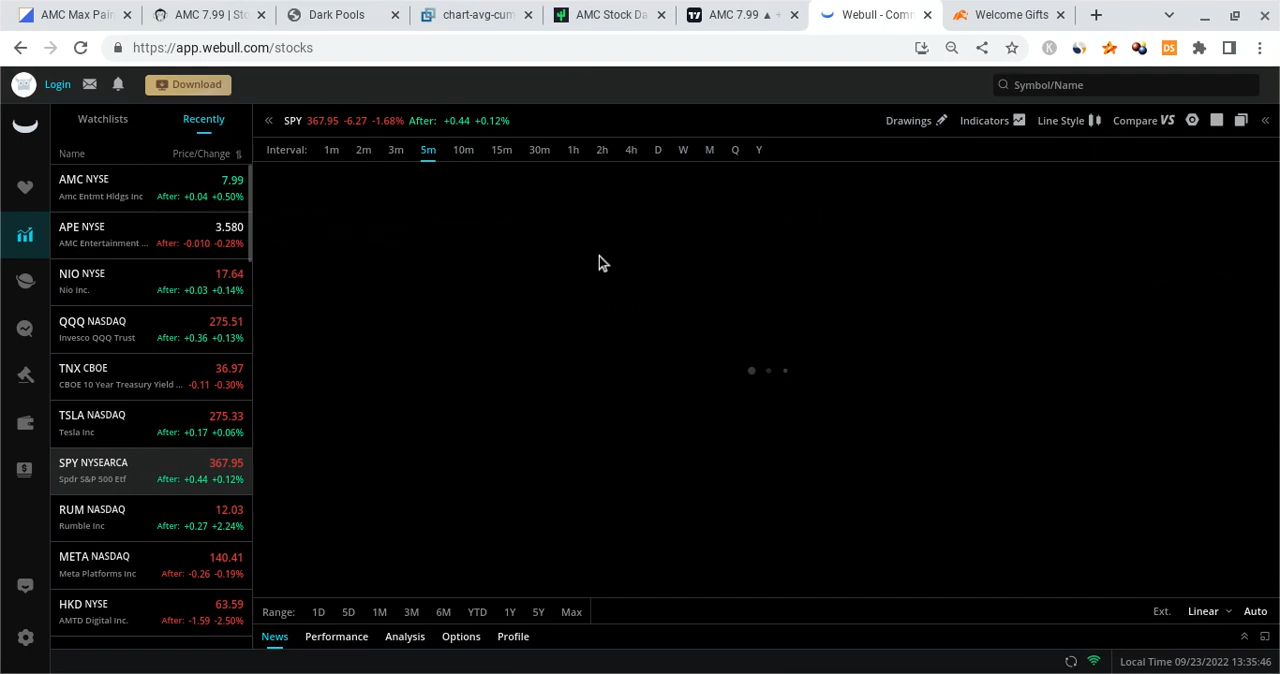 AMC Max Pai
AMC 7.99 | Sto
Dark Pools
chart-avg-cum
AMC Stock Da
AMC 7.99 ▲ +
Webull - Com
Welcome Gifts
https://app.webull.com/stocks
K
DS
Login
Download
Symbol/Name
Watchlists
Recently
SPY 367.95 -6.27 -1.68% After: +0.44 +0.12%
Drawings
Indicators
Line Style
Compare VS
Name
Price/Change
Interval: 1m 2m 3m 5m 10m 15m 30m 1h 2h 4h D W M Q Y
AMC NYSE 7.99
Amc Entmt Hldgs Inc After: +0.04 +0.50%
APE NYSE 3.580
AMC Entertainment ... After: -0.010 -0.28%
NIO NYSE 17.64
Nio Inc. After: +0.03 +0.14%
QQQ NASDAQ 275.51
Invesco QQQ Trust After: +0.36 +0.13%
TNX CBOE 36.97
CBOE 10 Year Treasury Yield ... -0.11 -0.30%
TSLA NASDAQ 275.33
Tesla Inc After: +0.17 +0.06%
SPY NYSEARCA 367.95
Spdr S&P 500 Etf After: +0.44 +0.12%
RUM NASDAQ 12.03
Rumble Inc After: +0.27 +2.24%
META NASDAQ 140.41
Meta Platforms Inc After: -0.26 -0.19%
HKD NYSE 63.59
AMTD Digital Inc. After: -1.59 -2.50%
Range: 1D 5D 1M 3M 6M YTD 1Y 5Y Max
Ext. Linear Auto
News Performance Analysis Options Profile
Local Time 09/23/2022 13:35:46